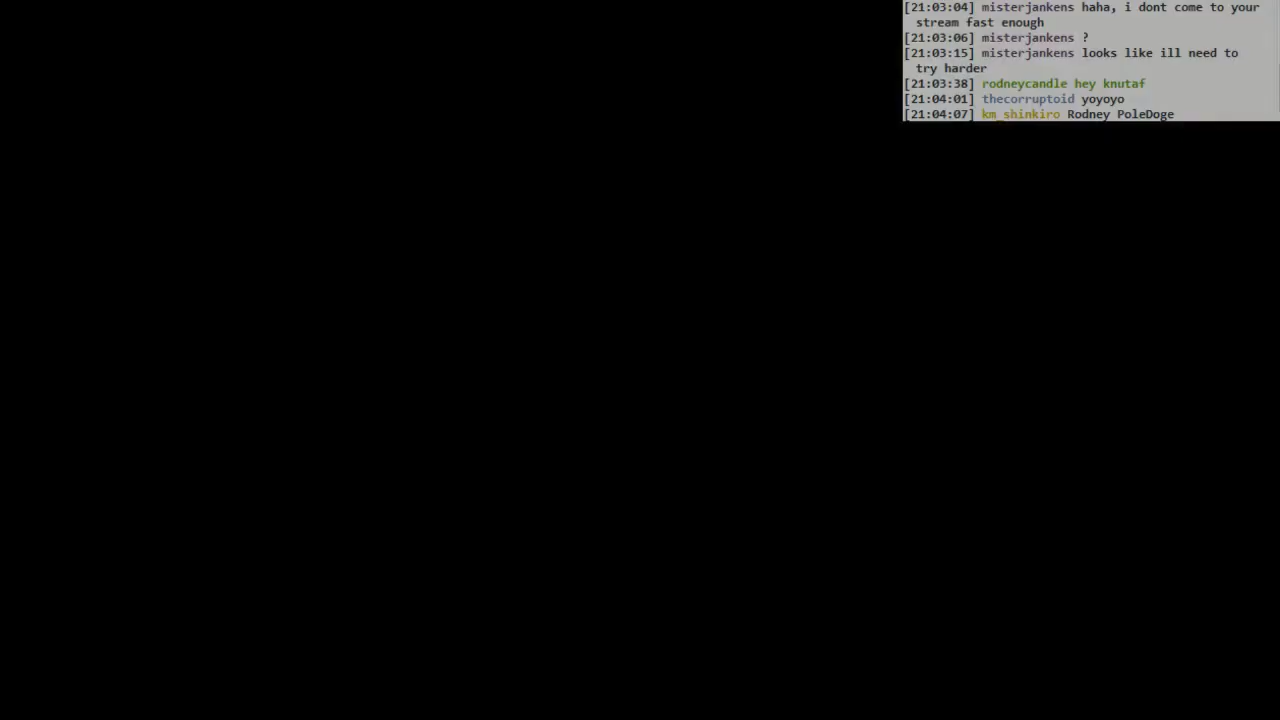 [21:03:04] misterjankens haha, i dont come to your
stream fast enough
[21:03:06] misterjankens ?
[21:03:15] misterjankens looks like ill need to
try harder
[21:03:38] rodneycandle hey knutaf
[21:04:01] thecorruptoid yoyoyo
[21:04:07] km_shinkiro Rodney PoleDoge